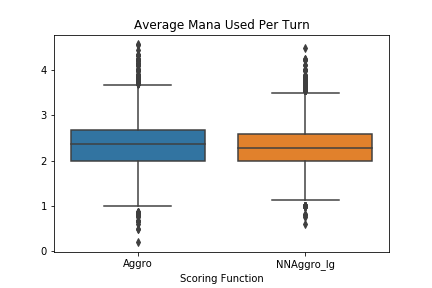 Average Mana Used Per Turn
4
3
2
1
0
Aggro NNAggro_lg
Scoring Function